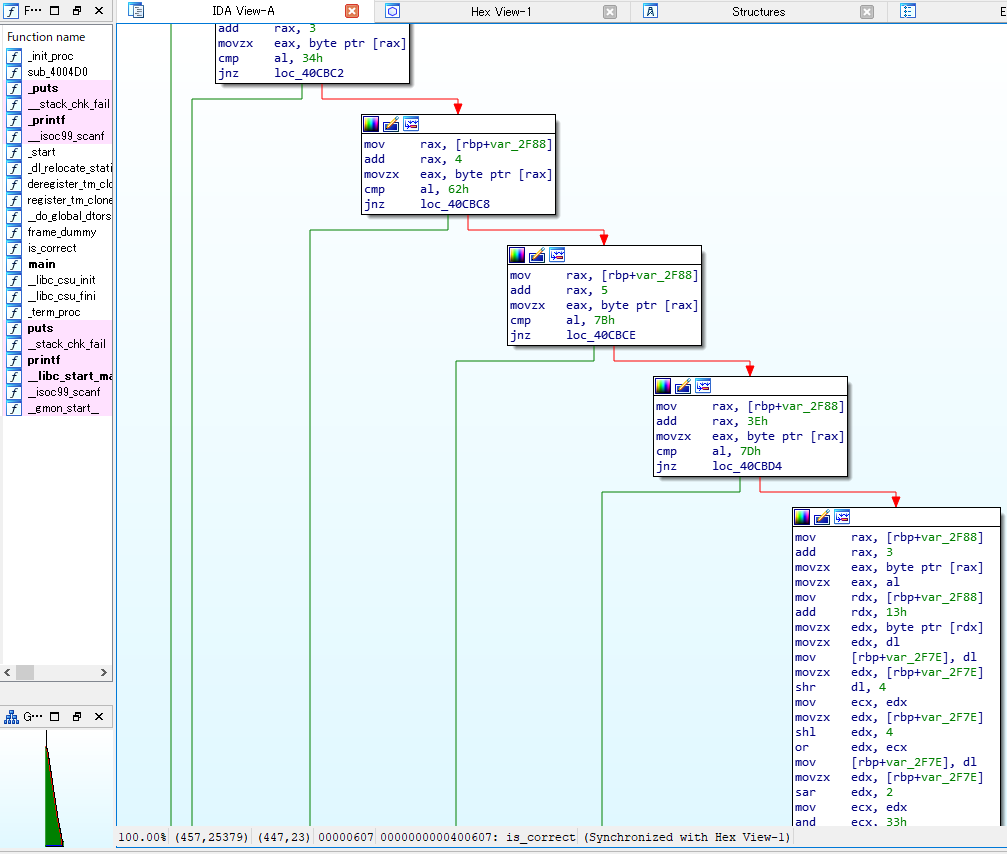 F···
IDA View-A
Hex View-1
Structures
E
Function name
_init_proc
sub_4004D0
_puts
__stack_chk_fail
_printf
__isoc99_scanf
_start
_dl_relocate_stati
deregister_tm_clo
register_tm_clone
__do_global_dtors
frame_dummy
is_correct
main
__libc_csu_init
__libc_csu_fini
_term_proc
puts
__stack_chk_fail
printf
__libc_start_ma
__isoc99_scanf
__gmon_start__
G···
add rax, 3
movzx eax, byte ptr [rax]
cmp al, 34h
jnz loc_40CBC2
mov rax, [rbp+var_2F88]
add rax, 4
movzx eax, byte ptr [rax]
cmp al, 62h
jnz loc_40CBC8
mov rax, [rbp+var_2F88]
add rax, 5
movzx eax, byte ptr [rax]
cmp al, 7Bh
jnz loc_40CBCE
mov rax, [rbp+var_2F88]
add rax, 3Eh
movzx eax, byte ptr [rax]
cmp al, 7Dh
jnz loc_40CBD4
mov rax, [rbp+var_2F88]
add rax, 3
movzx eax, byte ptr [rax]
movzx eax, al
mov rdx, [rbp+var_2F88]
add rdx, 13h
movzx edx, byte ptr [rdx]
movzx edx, dl
mov [rbp+var_2F7E], dl
movzx edx, [rbp+var_2F7E]
shr dl, 4
mov ecx, edx
movzx edx, [rbp+var_2F7E]
shl edx, 4
or edx, ecx
mov [rbp+var_2F7E], dl
movzx edx, [rbp+var_2F7E]
sar edx, 2
mov ecx, edx
and ecx, 33h
100.00% (457,25379) (447,23) 00000607 0000000000400607: is_correct (Synchronized with Hex View-1)